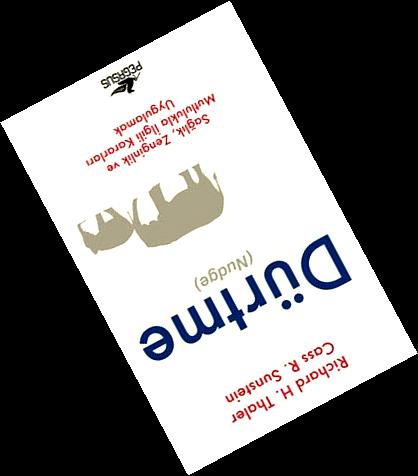 Richard H. Thaler
Cass R. Sunstein
Dürtme
(Nudge)
Sağlık, Zenginlik ve
Mutlulukla İlgili Kararları
Uygulamak
PEGASUS